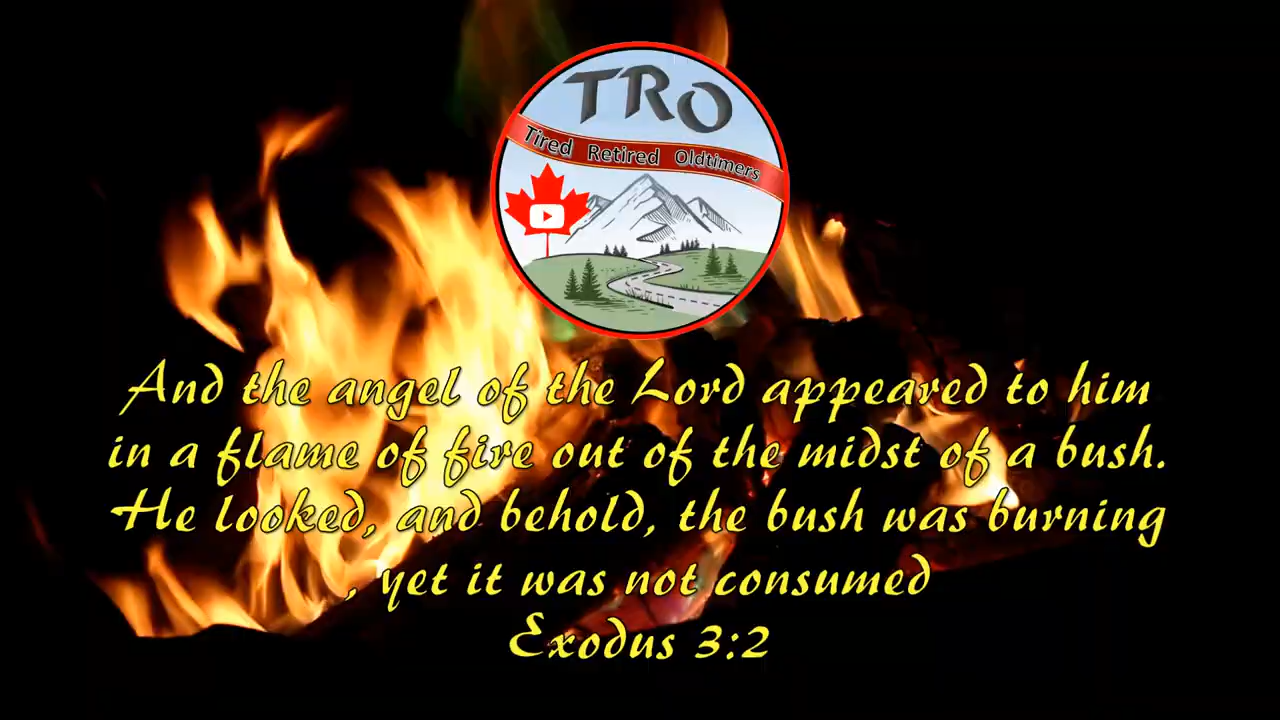 TRO
Tired Retired Oldtimers
And the angel of the Lord appeared to him
in a flame of fire out of the midst of a bush.
He looked, and behold, the bush was burning
, yet it was not consumed
Exodus 3:2